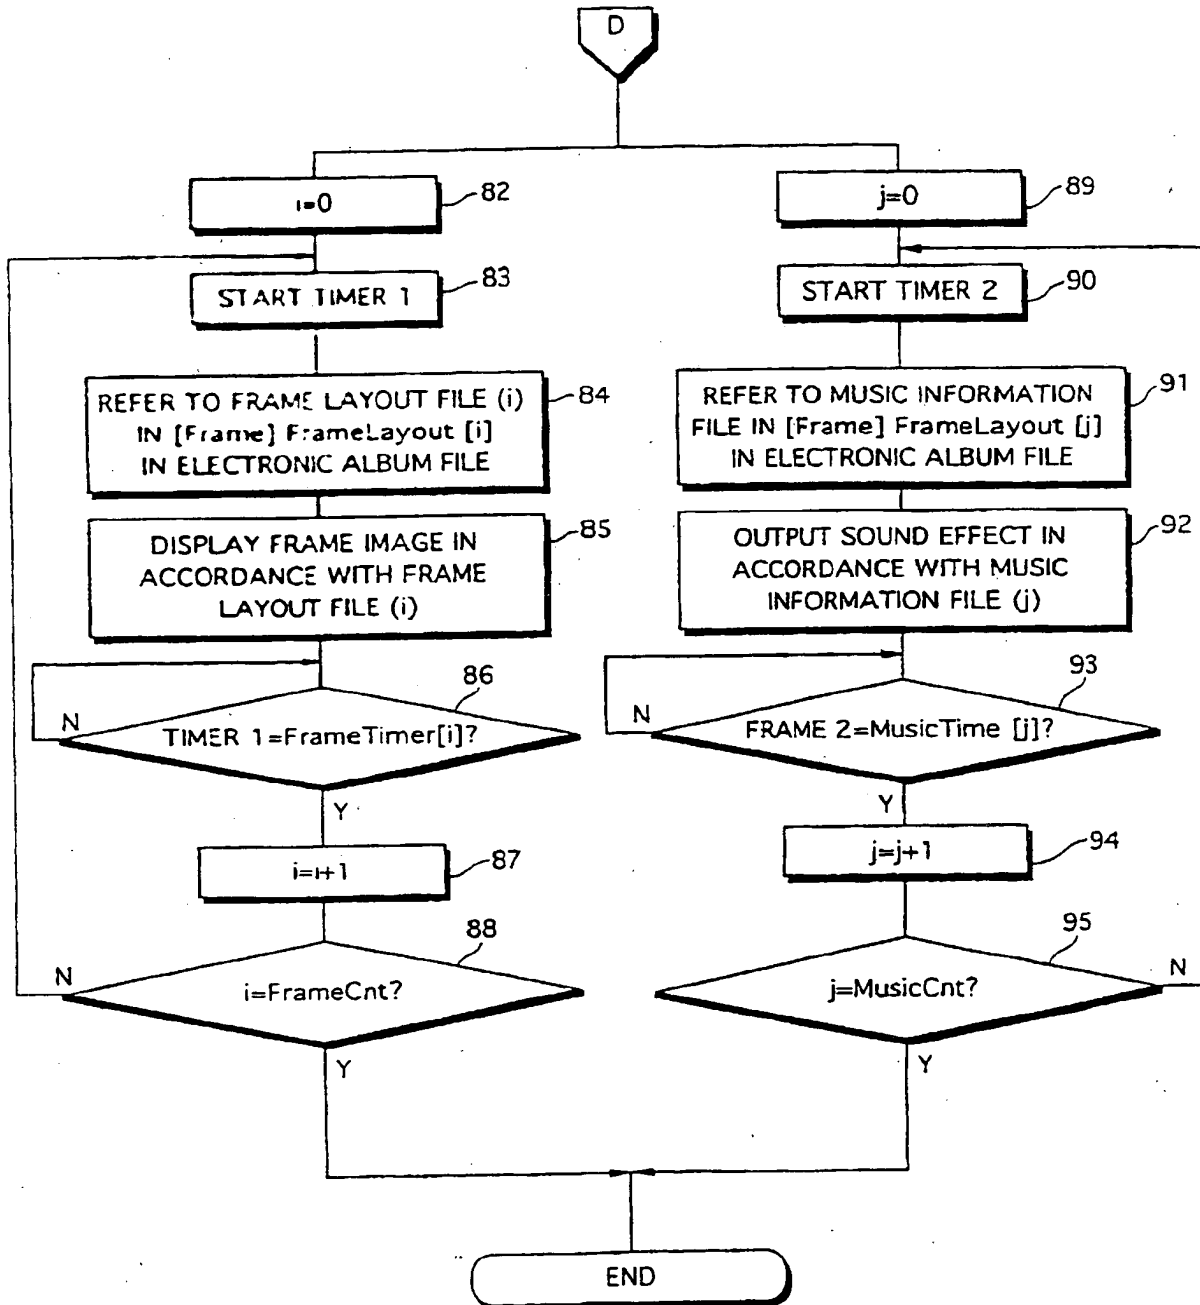 D
i=0
82
START TIMER 1
83
REFER TO FRAME LAYOUT FILE (i)
IN [Frame] FrameLayout [i]
IN ELECTRONIC ALBUM FILE
84
DISPLAY FRAME IMAGE IN
ACCORDANCE WITH FRAME
LAYOUT FILE (i)
85
TIMER 1=FrameTimer[i]?
86
N
Y
i=i+1
87
i=FrameCnt?
88
N
Y
j=0
89
START TIMER 2
90
REFER TO MUSIC INFORMATION
FILE IN [Frame] FrameLayout [j]
IN ELECTRONIC ALBUM FILE
91
OUTPUT SOUND EFFECT IN
ACCORDANCE WITH MUSIC
INFORMATION FILE (j)
92
FRAME 2=MusicTime [j]?
93
N
Y
j=j+1
94
j=MusicCnt?
95
N
Y
END